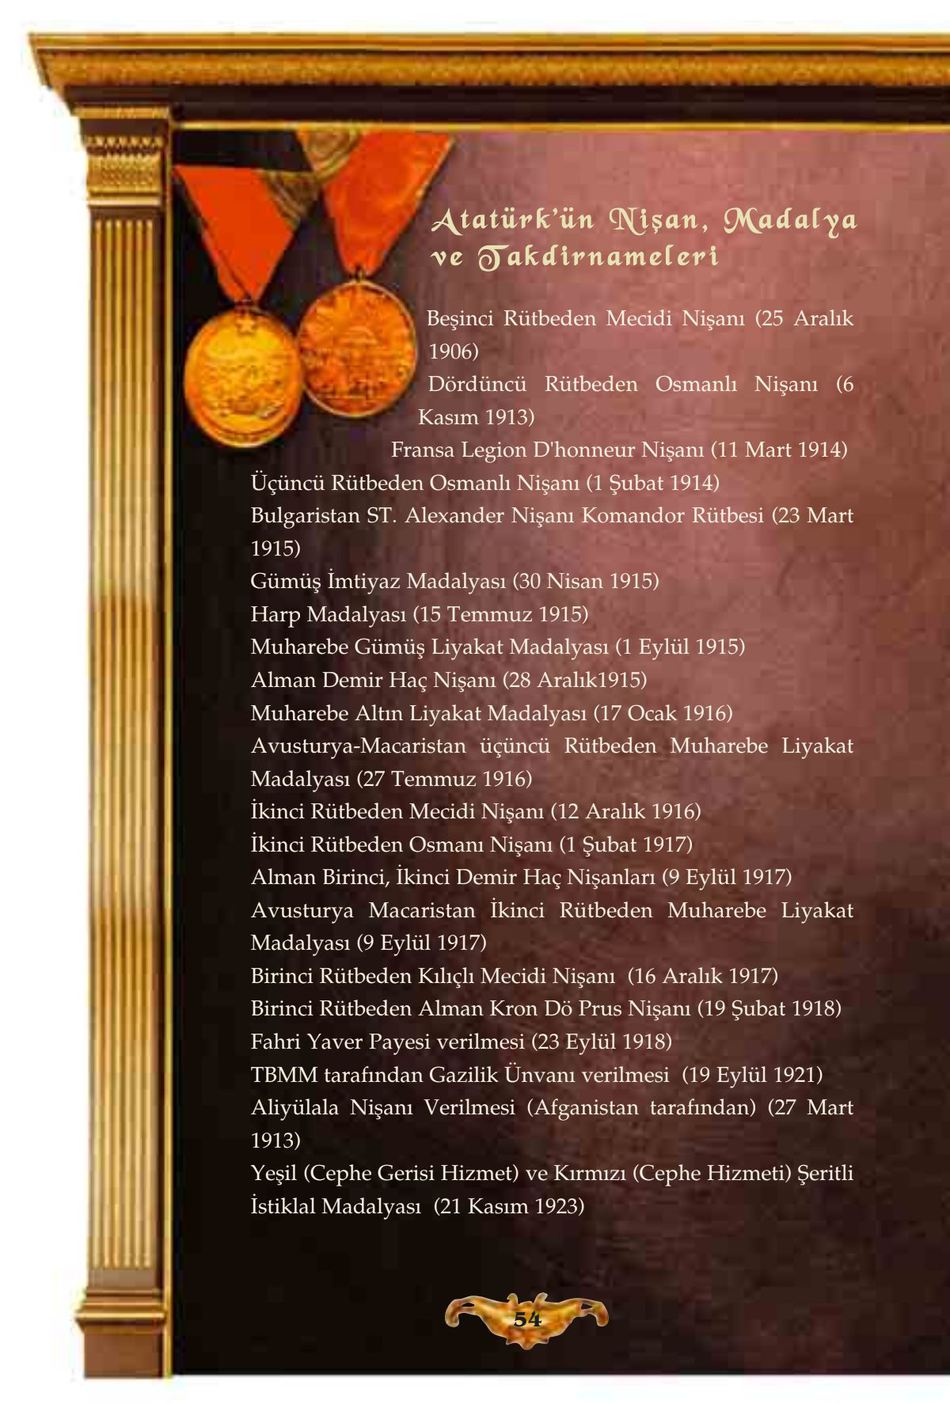 Atatürk'ün Nişan, Madalya
ve Takdirnameleri
Beşinci Rütbeden Mecidi Nişanı (25 Aralık
1906)
Dördüncü Rütbeden Osmanlı Nişanı (6
Kasım 1913)
Fransa Legion D'honneur Nişanı (11 Mart 1914)
Üçüncü Rütbeden Osmanlı Nişanı (1 Şubat 1914)
Bulgaristan ST. Alexander Nişanı Komandor Rütbesi (23 Mart
1915)
Gümüş İmtiyaz Madalyası (30 Nisan 1915)
Harp Madalyası (15 Temmuz 1915)
Muharebe Gümüş Liyakat Madalyası (1 Eylül 1915)
Alman Demir Haç Nişanı (28 Aralık1915)
Muharebe Altın Liyakat Madalyası (17 Ocak 1916)
Avusturya-Macaristan üçüncü Rütbeden Muharebe Liyakat
Madalyası (27 Temmuz 1916)
İkinci Rütbeden Mecidi Nişanı (12 Aralık 1916)
İkinci Rütbeden Osmanı Nişanı (1 Şubat 1917)
Alman Birinci, İkinci Demir Haç Nişanları (9 Eylül 1917)
Avusturya Macaristan İkinci Rütbeden Muharebe Liyakat
Madalyası (9 Eylül 1917)
Birinci Rütbeden Kılıçlı Mecidi Nişanı (16 Aralık 1917)
Birinci Rütbeden Alman Kron Dö Prus Nişanı (19 Şubat 1918)
Fahri Yaver Payesi verilmesi (23 Eylül 1918)
TBMM tarafından Gazilik Ünvanı verilmesi (19 Eylül 1921)
Aliyülala Nişanı Verilmesi (Afganistan tarafından) (27 Mart
1913)
Yeşil (Cephe Gerisi Hizmet) ve Kırmızı (Cephe Hizmeti) Şeritli
İstiklal Madalyası (21 Kasım 1923)
54